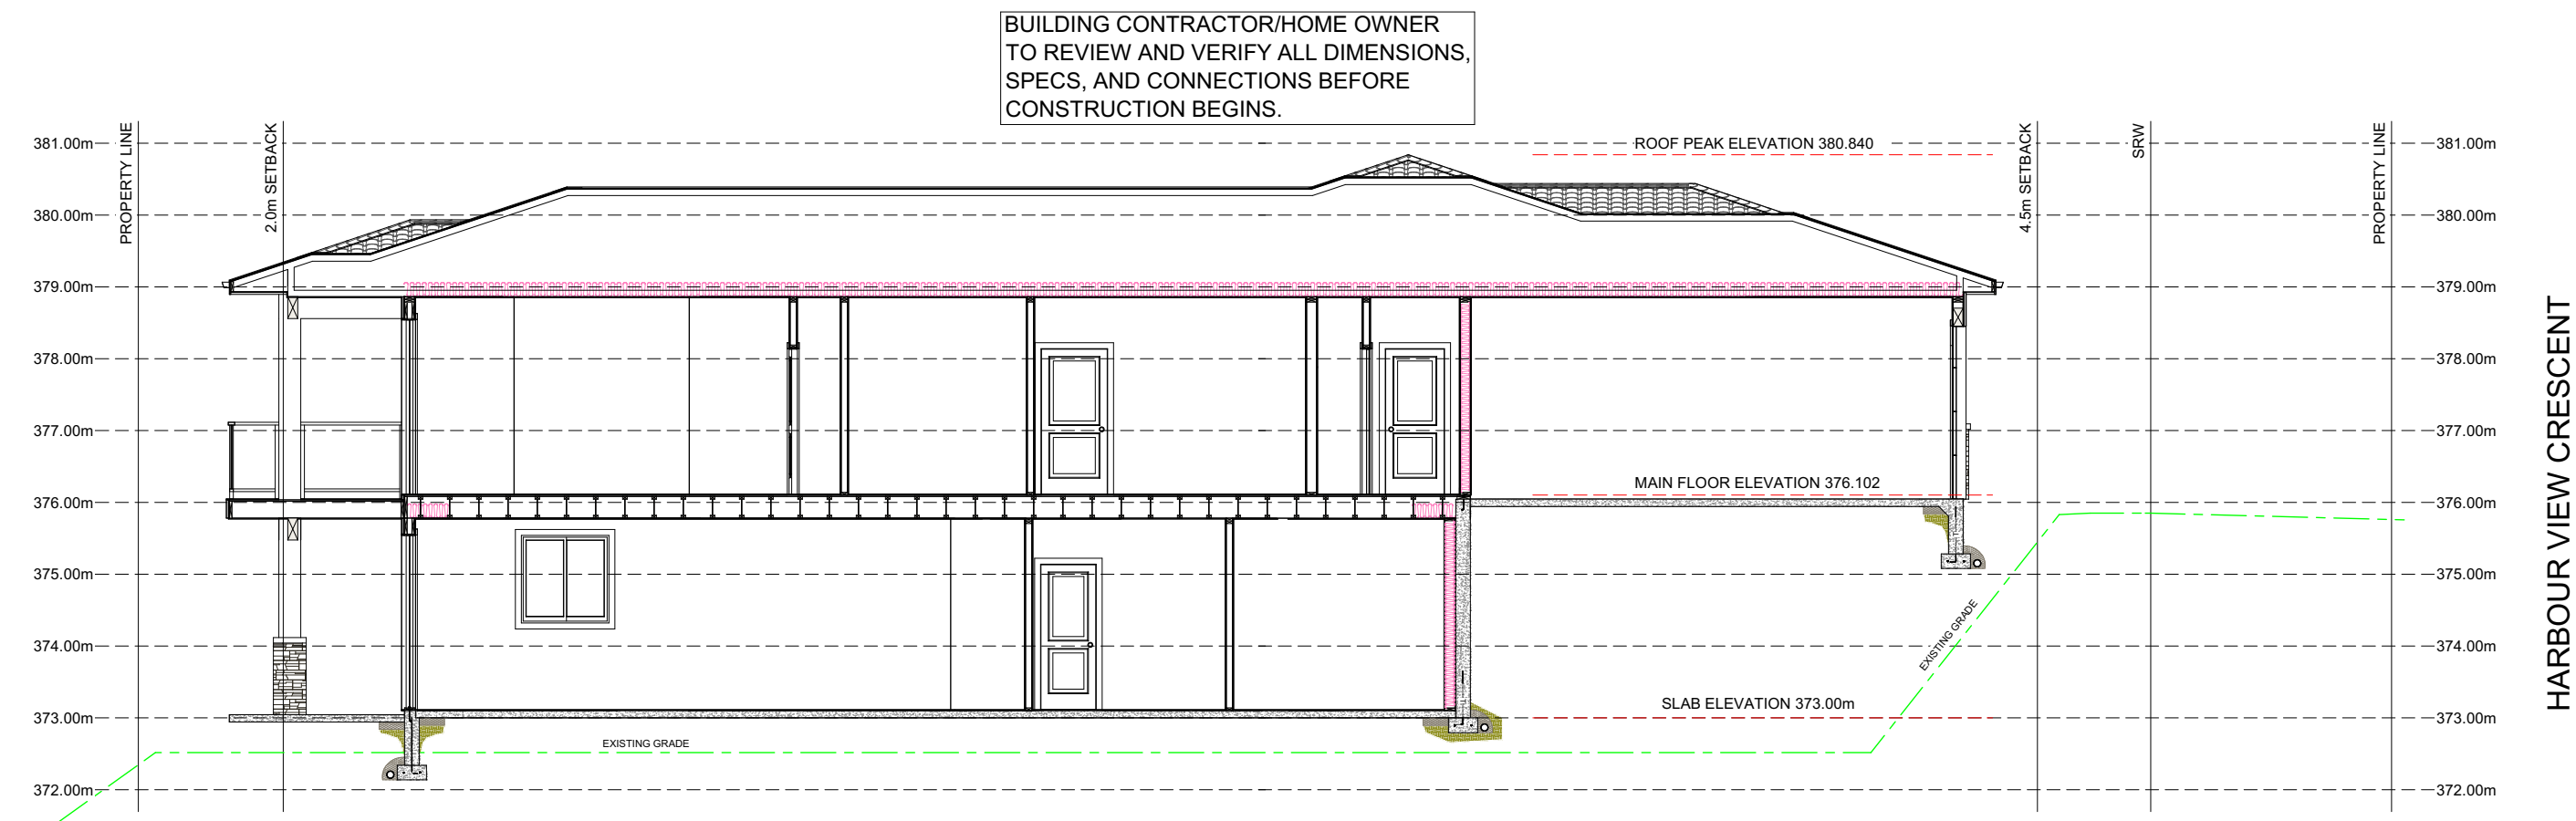 BUILDING CONTRACTOR/HOME OWNER
TO REVIEW AND VERIFY ALL DIMENSIONS,
SPECS, AND CONNECTIONS BEFORE
CONSTRUCTION BEGINS.
PROPERTY LINE
2.0m SETBACK
4.5m SETBACK
SRW
PROPERTY LINE
381.00m
ROOF PEAK ELEVATION 380.840
381.00m
380.00m
380.00m
379.00m
379.00m
378.00m
378.00m
377.00m
377.00m
MAIN FLOOR ELEVATION 376.102
376.00m
376.00m
375.00m
375.00m
EXISTING GRADE
374.00m
374.00m
SLAB ELEVATION 373.00m
373.00m
373.00m
EXISTING GRADE
372.00m
372.00m
HARBOUR VIEW CRESCENT